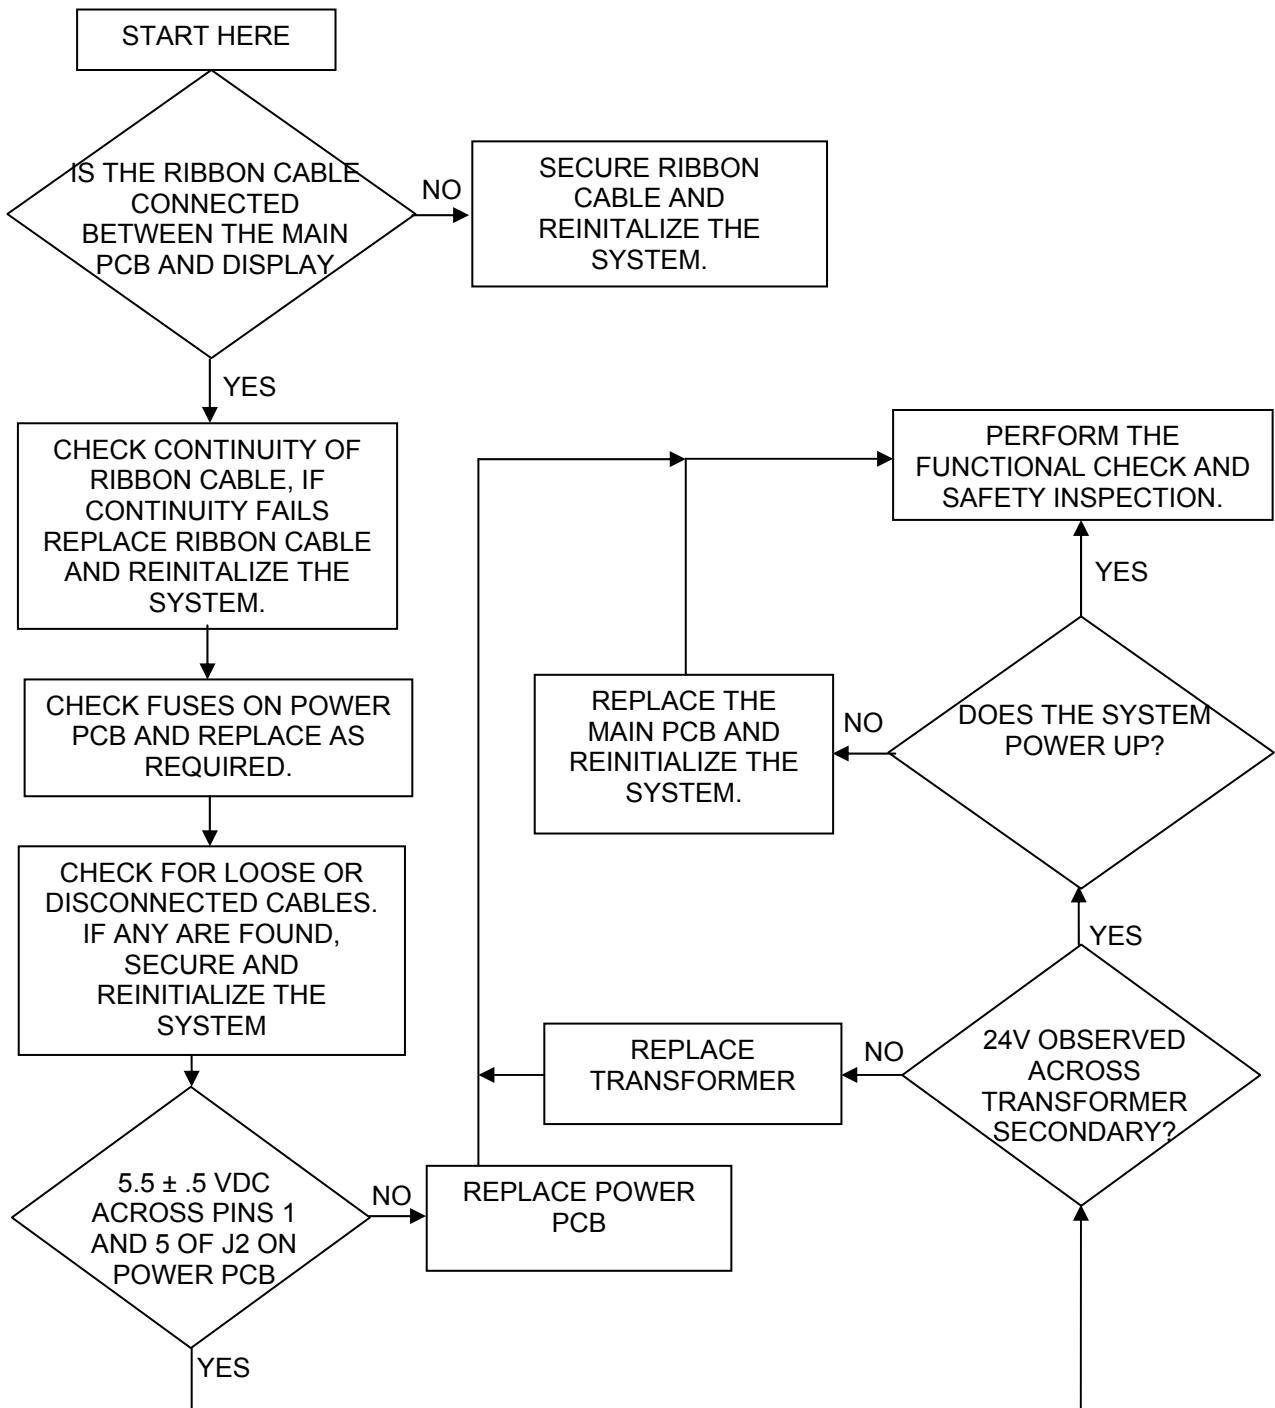 START HERE
IS THE RIBBON CABLE
CONNECTED
BETWEEN THE MAIN
PCB AND DISPLAY
NO
SECURE RIBBON
CABLE AND
REINITALIZE THE
SYSTEM.
YES
CHECK CONTINUITY OF
RIBBON CABLE, IF
CONTINUITY FAILS
REPLACE RIBBON CABLE
AND REINITALIZE THE
SYSTEM.
CHECK FUSES ON POWER
PCB AND REPLACE AS
REQUIRED.
CHECK FOR LOOSE OR
DISCONNECTED CABLES.
IF ANY ARE FOUND,
SECURE AND
REINITIALIZE THE
SYSTEM
5.5 ± .5 VDC
ACROSS PINS 1
AND 5 OF J2 ON
POWER PCB
NO
REPLACE POWER
PCB
YES
24V OBSERVED
ACROSS
TRANSFORMER
SECONDARY?
NO
REPLACE
TRANSFORMER
YES
DOES THE SYSTEM
POWER UP?
NO
REPLACE THE
MAIN PCB AND
REINITIALIZE THE
SYSTEM.
YES
PERFORM THE
FUNCTIONAL CHECK AND
SAFETY INSPECTION.